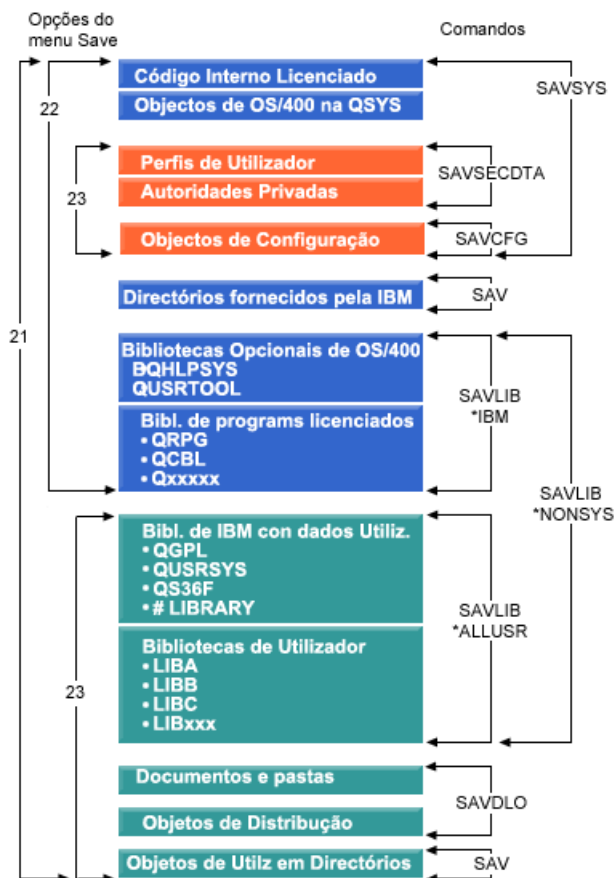 Opções do
menu Save
Comandos
Código Interno Licenciado
Objectos de OS/400 na QSYS
SAVSYS
22
Perfis de Utilizador
Autoridades Privadas
SAVSECDTA
23
Objectos de Configuração
SAVCFG
Directórios fornecidos pela IBM
SAV
21
Bibliotecas Opcionais de OS/400
QHLPSYS
QUSRTOOL
SAVLIB
*IBM
Bibl. de programs licenciados
• QRPG
• QCBL
• Qxxxxx
SAVLIB
*NONSYS
Bibl. de IBM con dados Utiliz.
• QGPL
• QUSRSYS
• QS36F
• # LIBRARY
SAVLIB
*ALLUSR
Bibliotecas de Utilizador
• LIBA
• LIBB
• LIBC
• LIBxxx
23
Documentos e pastas
SAVDLO
Objetos de Distribução
Objetos de Utilz em Directórios
SAV